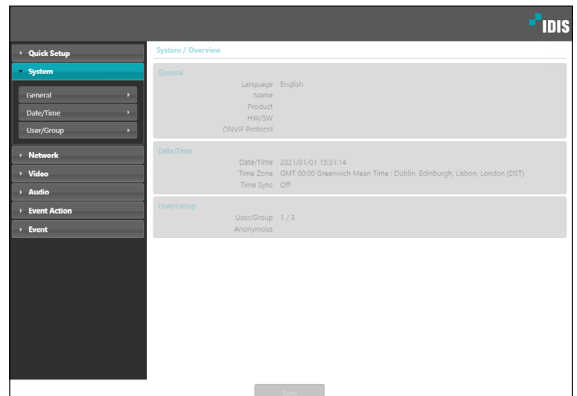 IDIS
Quick Setup
System
General
Date/Time
User/Group
Network
Video
Audio
Event Action
Event
System / Overview
General
Language English
Name
Product
HW/SW
ONVIF Protocol
Date/Time
Date/Time 2021/01/01 15:31:14
Time Zone GMT 00:00 Greenwich Mean Time : Dublin, Edinburgh, Lisbon, London (DST)
Time Sync Off
User/Group
User/Group 1 / 3
Anonymous
Save